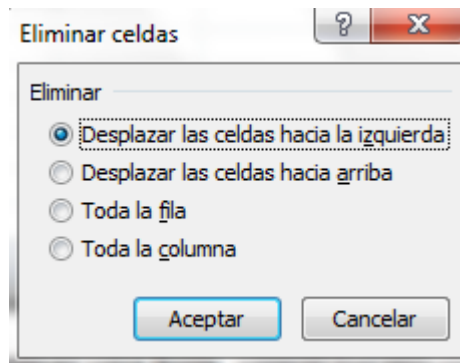 Eliminar celdas
Eliminar
Desplazar las celdas hacia la izquierda
Desplazar las celdas hacia arriba
Toda la fila
Toda la columna
Aceptar Cancelar